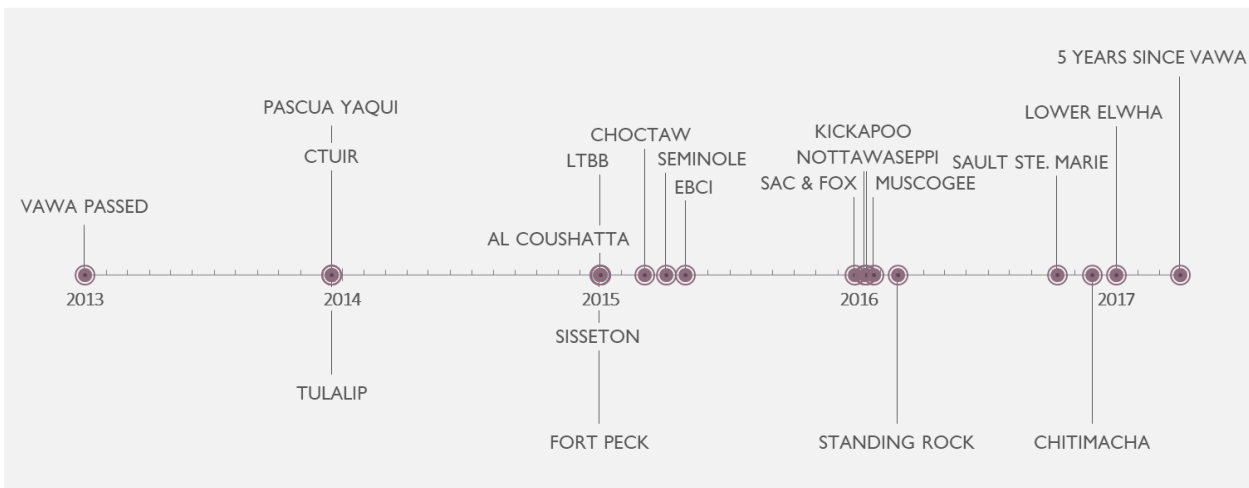 5 YEARS SINCE VAWA
PASCUA YAQUI
LOWER ELWHA
CHOCTAW
KICKAPOO
CTUIR
LTBB
SEMINOLE
NOTTAWASEPPI
SAULT STE. MARIE
EBCI
SAC & FOX
MUSCOGEE
VAWA PASSED
AL COUSHATTA
2013
2014
2015
2016
2017
SISSETON
TULALIP
FORT PECK
STANDING ROCK
CHITIMACHA